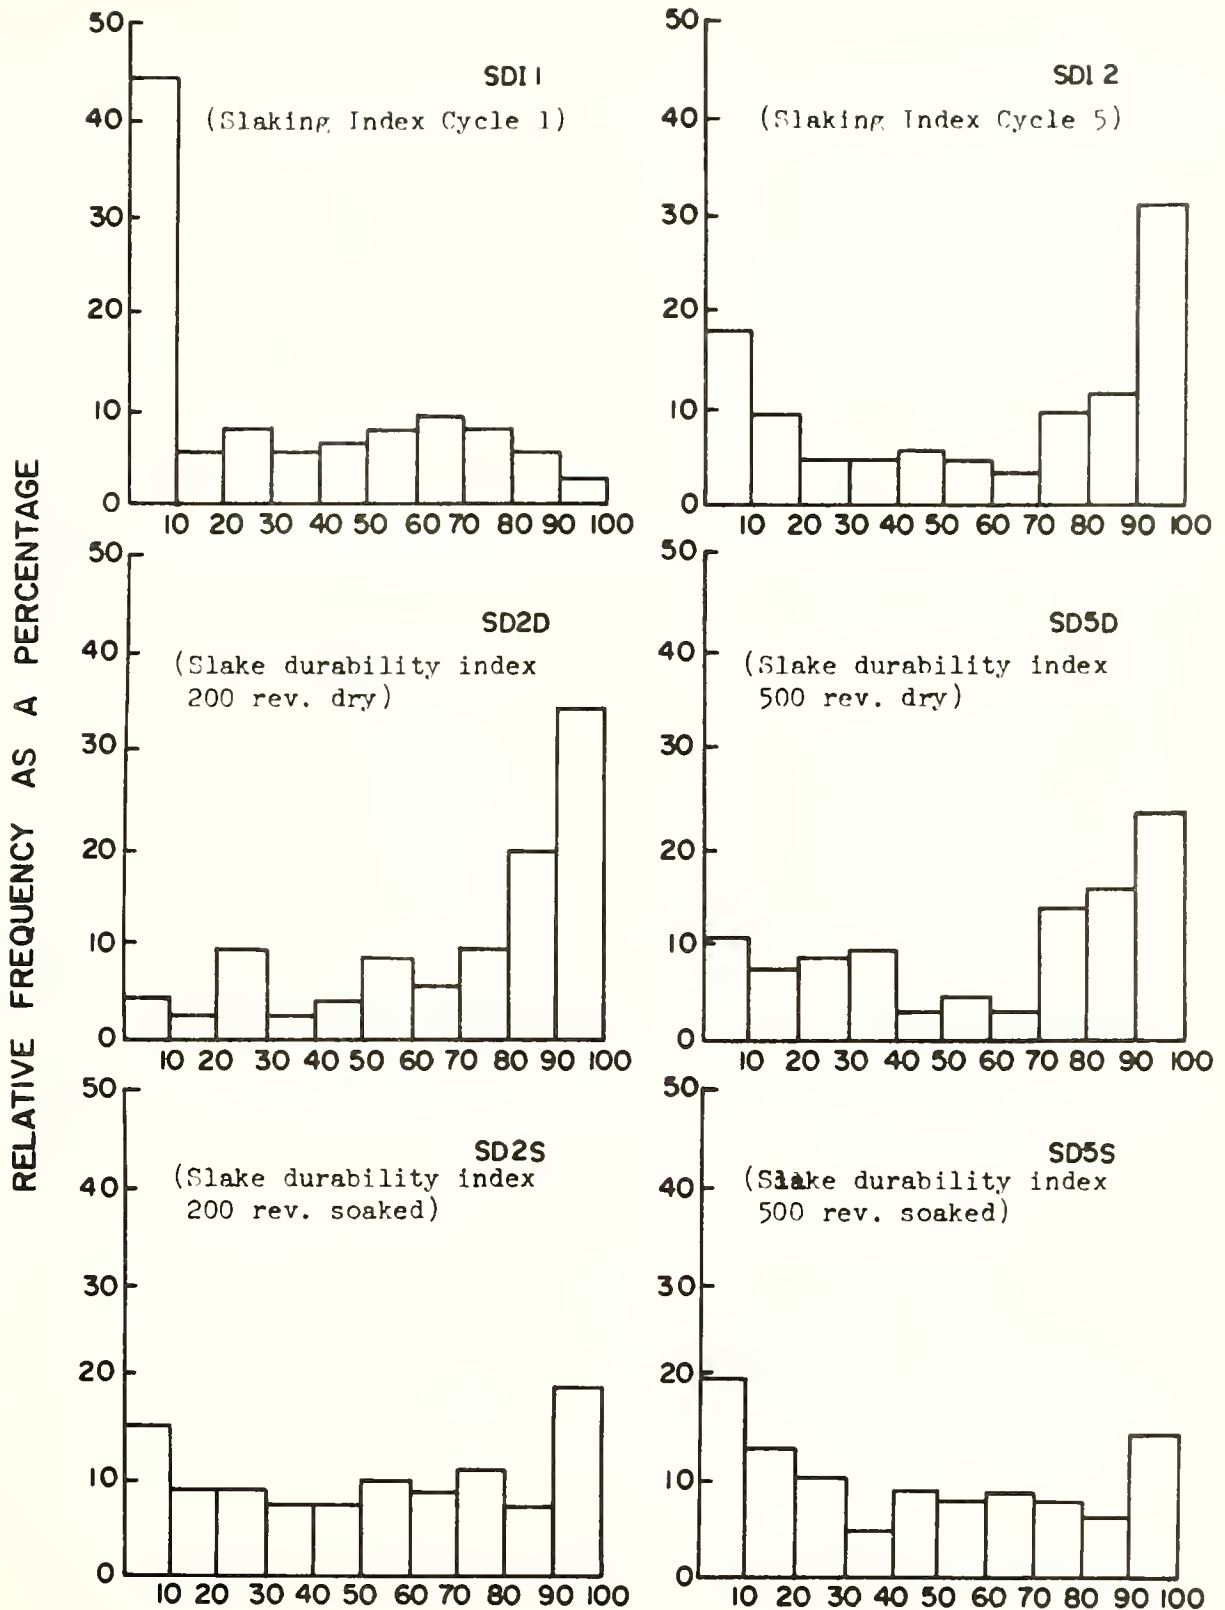 RELATIVE FREQUENCY AS A PERCENTAGE
50
SDI 1
40
(Slaking Index Cycle 1)
30
20
10
0
10 20 30 40 50 60 70 80 90 100
50
SDI 2
40
(Slaking Index Cycle 5)
30
20
10
0
10 20 30 40 50 60 70 80 90 100
50
SD2D
40
(Slake durability index
200 rev. dry)
30
20
10
0
10 20 30 40 50 60 70 80 90 100
50
SD5D
40
(Slake durability index
500 rev. dry)
30
20
10
0
10 20 30 40 50 60 70 80 90 100
50
SD2S
(Slake durability index
40
200 rev. soaked)
30
20
10
0
10 20 30 40 50 60 70 80 90 100
50
SD5S
(Slake durability index
40
500 rev. soaked)
30
20
10
0
10 20 30 40 50 60 70 80 90 100